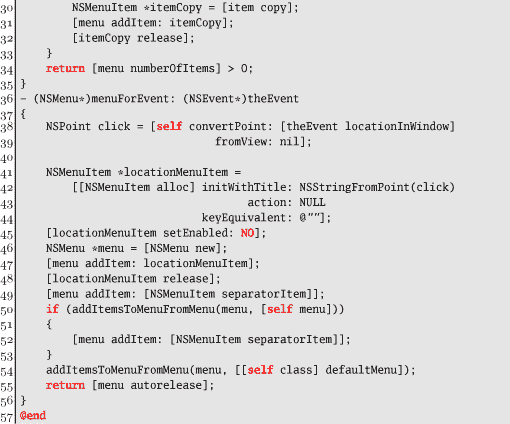 30         NSMenuItem *itemCopy = [item copy];
31         [menu addItem: itemCopy];
32         [itemCopy release];
33     }
34     return [menu numberOfItems] > 0;
35 }
36 - (NSMenu*)menuForEvent: (NSEvent*)theEvent
37 {
38     NSPoint click = [self convertPoint: [theEvent locationInWindow]
39                               fromView: nil];
40
41     NSMenuItem *locationMenuItem =
42         [[NSMenuItem alloc] initWithTitle: NSStringFromPoint(click)
43                                    action: NULL
44                             keyEquivalent: @""];
45     [locationMenuItem setEnabled: NO];
46     NSMenu *menu = [NSMenu new];
47     [menu addItem: locationMenuItem];
48     [locationMenuItem release];
49     [menu addItem: [NSMenuItem separatorItem]];
50     if (addItemsToMenuFromMenu(menu, [self menu]))
51     {
52         [menu addItem: [NSMenuItem separatorItem]];
53     }
54     addItemsToMenuFromMenu(menu, [[self class] defaultMenu]);
55     return [menu autorelease];
56 }
57 @end